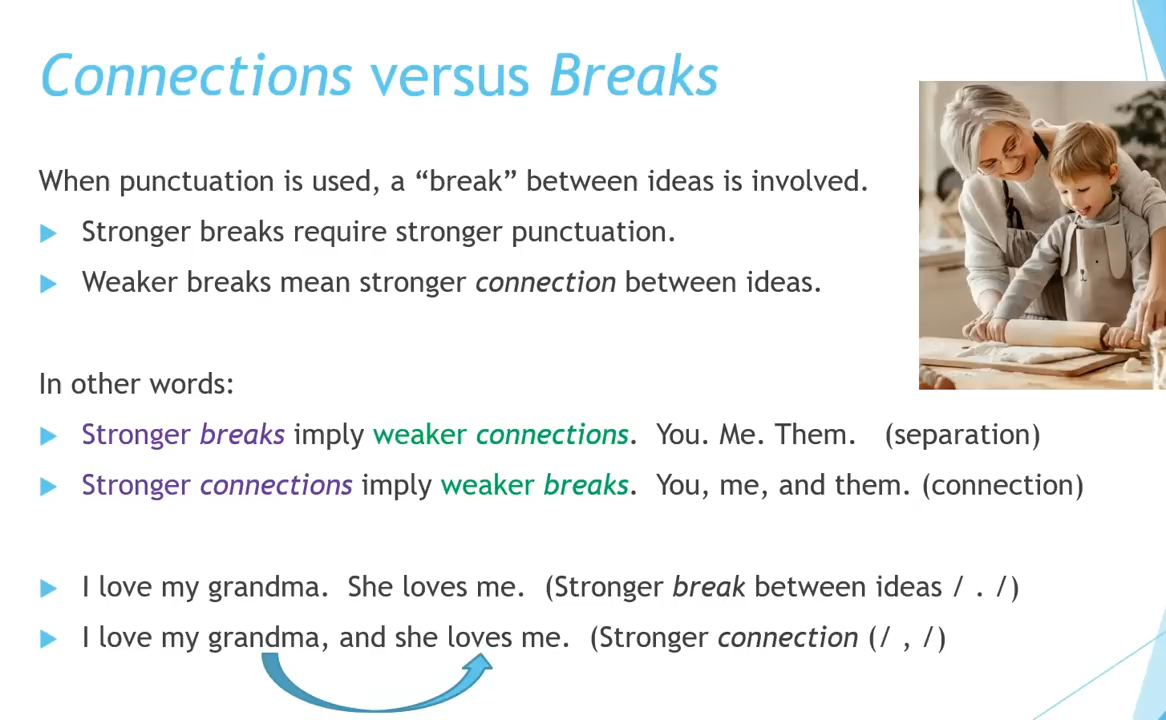 Connections versus Breaks
When punctuation is used, a “break” between ideas is involved.
Stronger breaks require stronger punctuation.
Weaker breaks mean stronger connection between ideas.
In other words:
Stronger breaks imply weaker connections. You. Me. Them. (separation)
Stronger connections imply weaker breaks. You, me, and them. (connection)
I love my grandma. She loves me. (Stronger break between ideas / . /)
I love my grandma, and she loves me. (Stronger connection (/ , /)